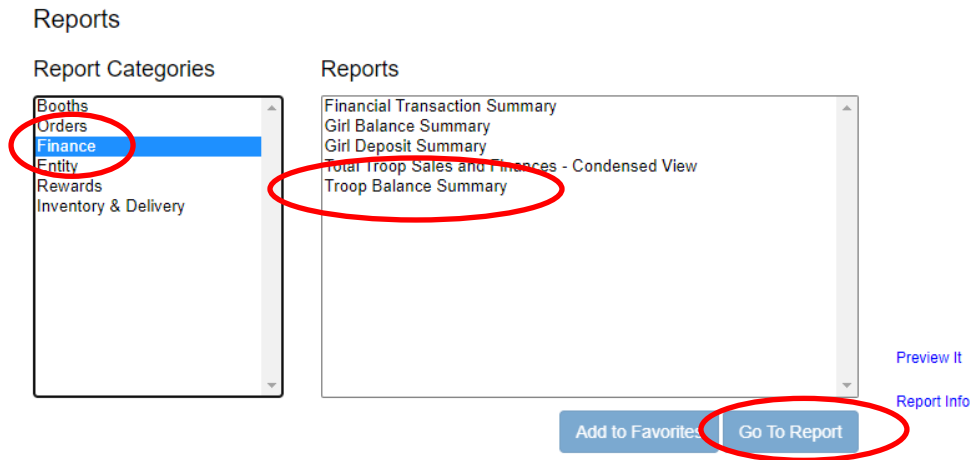 Reports
Report Categories
Reports
Booths
Orders
Finance
Entity
Rewards
Inventory & Delivery
Financial Transaction Summary
Girl Balance Summary
Girl Deposit Summary
Total Troop Sales and Finances - Condensed View
Troop Balance Summary
Preview It
Report Info
Add to Favorites
Go To Report